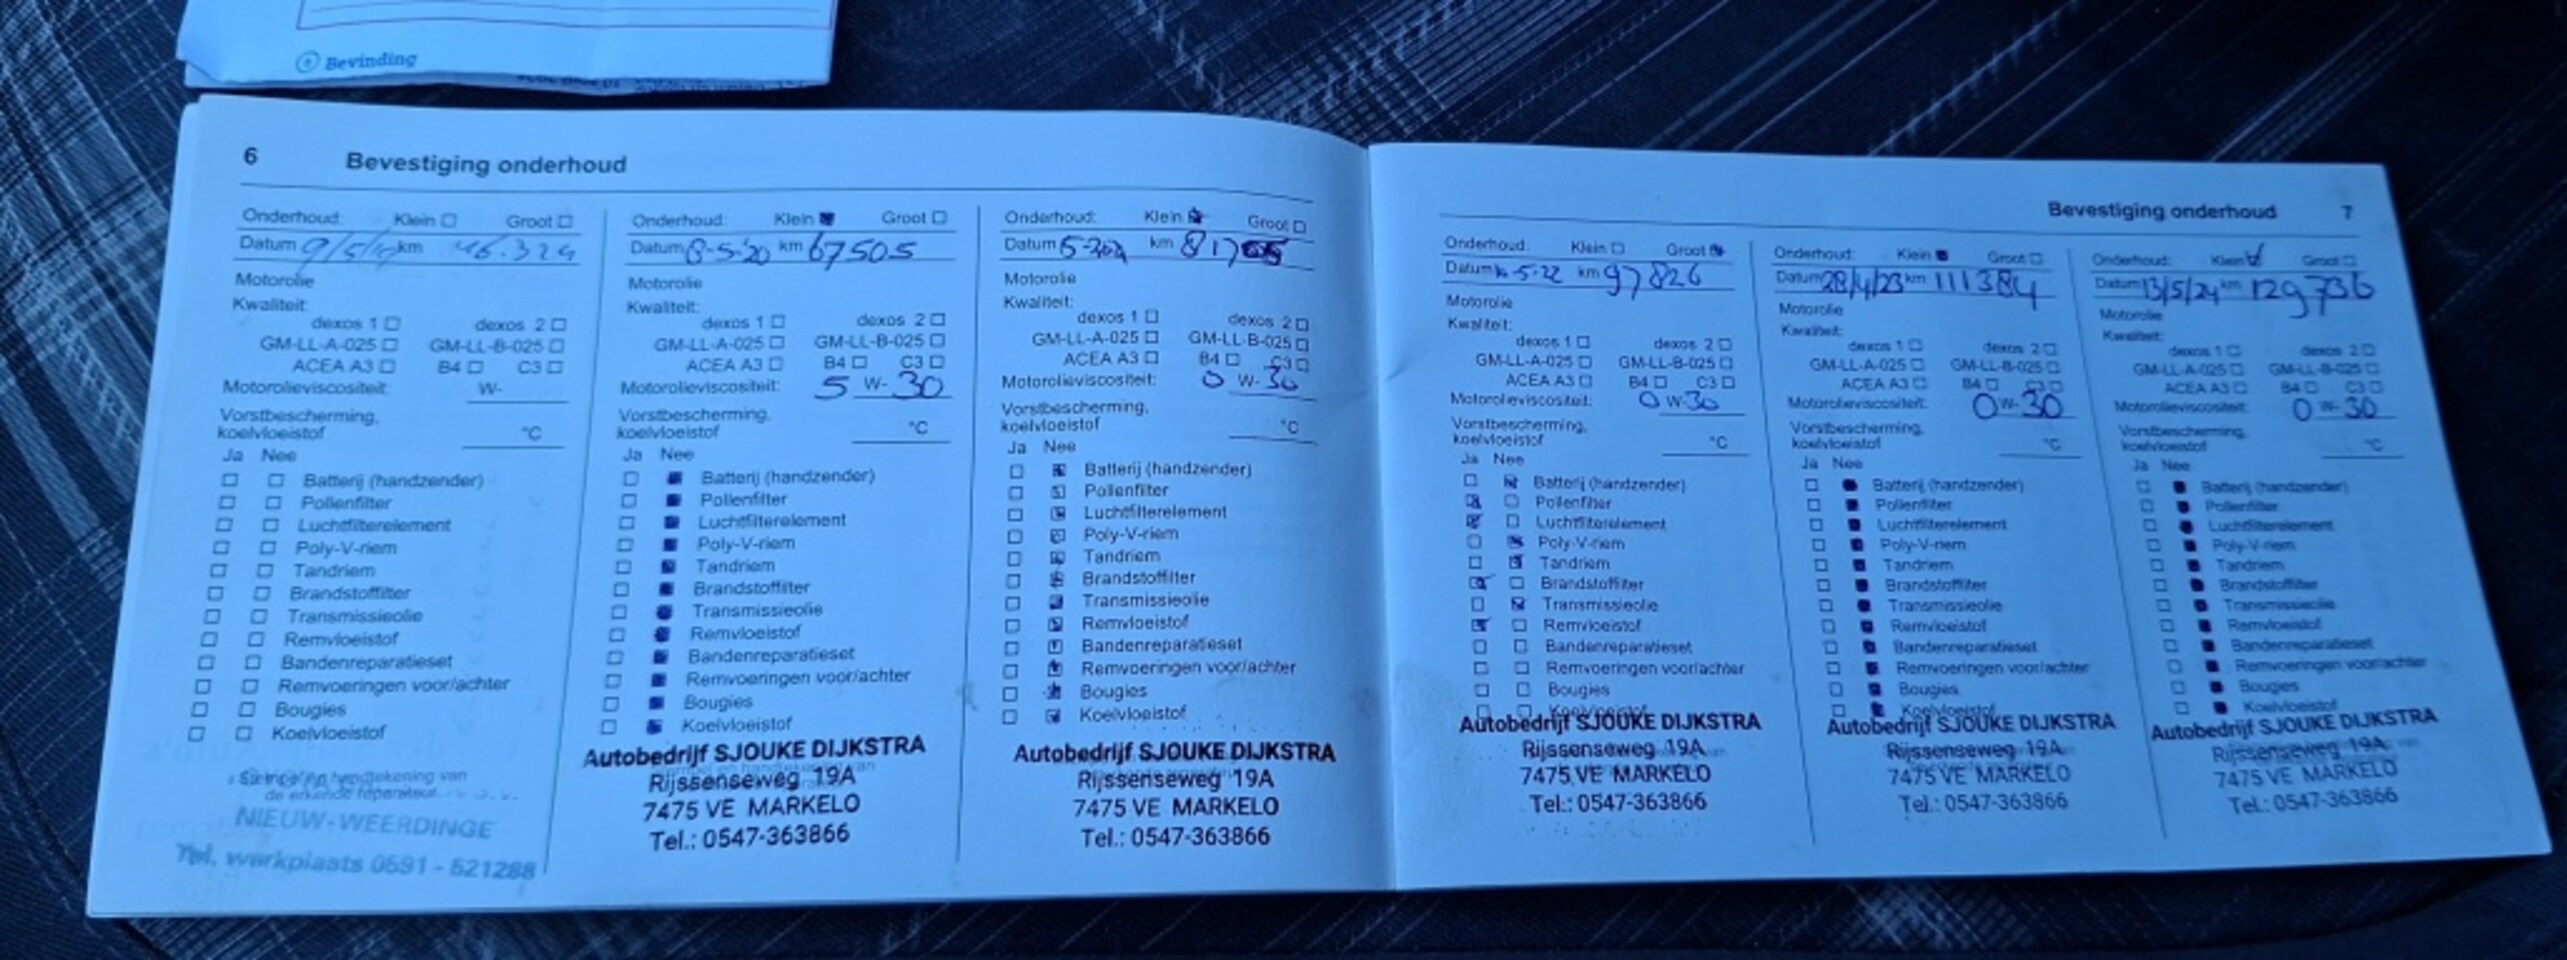 Bevinding
6 Bevestiging onderhoud
Onderhoud: Klein Groot
Datum 9/5/ km 46.324
Motorolie
Kwaliteit:
dexos 1 dexos 2
GM-LL-A-025 GM-LL-B-025
ACEA A3 B4 C3
Motorolieviscositeit: W-
Vorstbescherming,
koelvloeistof °C
Ja Nee
Batterij (handzender)
Pollenfilter
Luchtfilterelement
Poly-V-riem
Tandriem
Brandstoffilter
Transmissieolie
Remvloeistof
Bandenreparatieset
Remvoeringen voor/achter
Bougies
Koelvloeistof
Stempel en handtekening van
de erkende reparateur
NIEUW-WEERDINGE
Tel. werkplaats 0591 - 521288
Onderhoud: Klein Groot
Datum 8-5-'20 km 67505
Motorolie
Kwaliteit:
dexos 1 dexos 2
GM-LL-A-025 GM-LL-B-025
ACEA A3 B4 C3
Motorolieviscositeit: 5 W- 30
Vorstbescherming,
koelvloeistof °C
Ja Nee
Batterij (handzender)
Pollenfilter
Luchtfilterelement
Poly-V-riem
Tandriem
Brandstoffilter
Transmissieolie
Remvloeistof
Bandenreparatieset
Remvoeringen voor/achter
Bougies
Koelvloeistof
Autobedrijf SJOUKE DIJKSTRA
Rijssenseweg 19A
7475 VE MARKELO
Tel.: 0547-363866
Onderhoud: Klein Groot
Datum km
Motorolie
Kwaliteit:
dexos 1 dexos 2
GM-LL-A-025 GM-LL-B-025
ACEA A3 B4 C3
Motorolieviscositeit: 0 W- 30
Vorstbescherming,
koelvloeistof °C
Ja Nee
Batterij (handzender)
Pollenfilter
Luchtfilterelement
Poly-V-riem
Tandriem
Brandstoffilter
Transmissieolie
Remvloeistof
Bandenreparatieset
Remvoeringen voor/achter
Bougies
Koelvloeistof
Autobedrijf SJOUKE DIJKSTRA
Rijssenseweg 19A
7475 VE MARKELO
Tel.: 0547-363866
Bevestiging onderhoud 7
Onderhoud: Klein Groot
Datum 16-5-22 km 97826
Motorolie
Kwaliteit:
dexos 1 dexos 2
GM-LL-A-025 GM-LL-B-025
ACEA A3 B4 C3
Motorolieviscositeit: 0 W- 30
Vorstbescherming,
koelvloeistof °C
Ja Nee
Batterij (handzender)
Pollenfilter
Luchtfilterelement
Poly-V-riem
Tandriem
Brandstoffilter
Transmissieolie
Remvloeistof
Bandenreparatieset
Remvoeringen voor/achter
Bougies
Koelvloeistof
Autobedrijf SJOUKE DIJKSTRA
Rijssenseweg 19A
7475 VE MARKELO
Tel.: 0547-363866
Onderhoud: Klein Groot
Datum 28/4/23 km 111384
Motorolie
Kwaliteit:
dexos 1 dexos 2
GM-LL-A-025 GM-LL-B-025
ACEA A3 B4 C3
Motorolieviscositeit: 0 W- 30
Vorstbescherming,
koelvloeistof °C
Ja Nee
Batterij (handzender)
Pollenfilter
Luchtfilterelement
Poly-V-riem
Tandriem
Brandstoffilter
Transmissieolie
Remvloeistof
Bandenreparatieset
Remvoeringen voor/achter
Bougies
Koelvloeistof
Autobedrijf SJOUKE DIJKSTRA
Rijssenseweg 19A
7475 VE MARKELO
Tel.: 0547-363866
Onderhoud: Klein Groot
Datum 13/5/24 km 129736
Motorolie
Kwaliteit:
dexos 1 dexos 2
GM-LL-A-025 GM-LL-B-025
ACEA A3 B4 C3
Motorolieviscositeit: 0 W- 30
Vorstbescherming,
koelvloeistof °C
Ja Nee
Batterij (handzender)
Pollenfilter
Luchtfilterelement
Poly-V-riem
Tandriem
Brandstoffilter
Transmissieolie
Remvloeistof
Bandenreparatieset
Remvoeringen voor/achter
Bougies
Koelvloeistof
Autobedrijf SJOUKE DIJKSTRA
Rijssenseweg 19A
7475 VE MARKELO
Tel.: 0547-363866